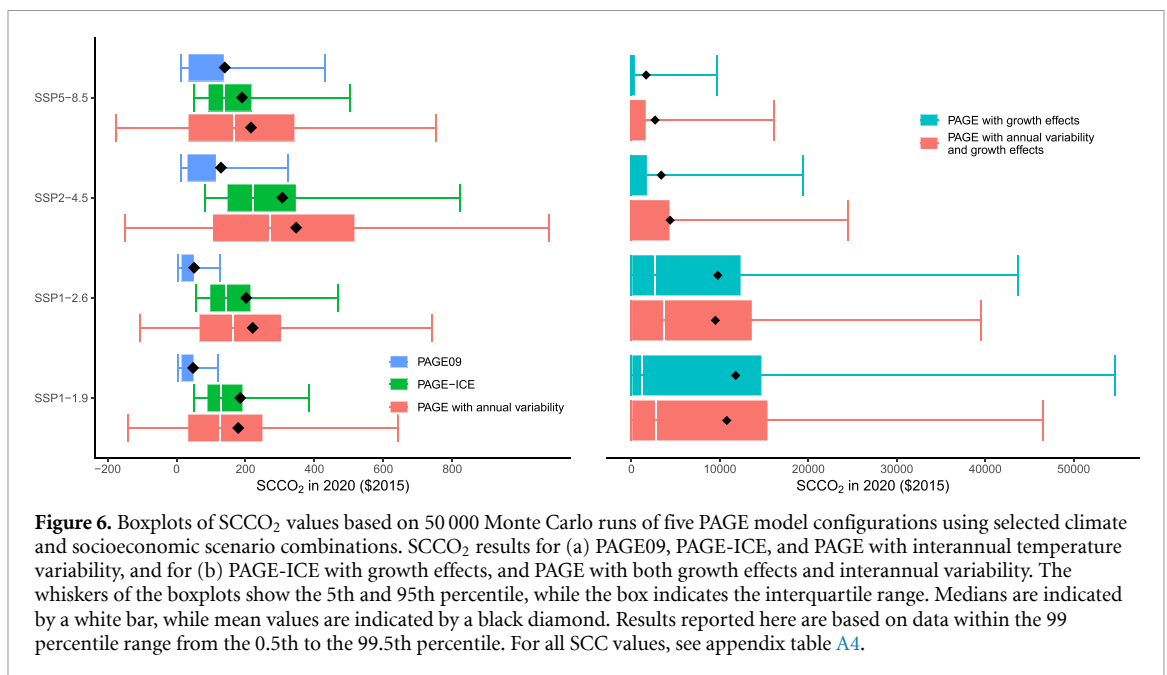 SSP5−8.5
SSP2−4.5
SSP1−2.6
SSP1−1.9
PAGE09
PAGE−ICE
PAGE with annual variability
−200 0 200 400 600 800
SCCO₂ in 2020 ($2015)
PAGE with growth effects
PAGE with annual variability
and growth effects
0 10000 20000 30000 40000 50000
SCCO₂ in 2020 ($2015)
Figure 6. Boxplots of SCCO₂ values based on 50 000 Monte Carlo runs of five PAGE model configurations using selected climate
and socioeconomic scenario combinations. SCCO₂ results for (a) PAGE09, PAGE-ICE, and PAGE with interannual temperature
variability, and for (b) PAGE-ICE with growth effects, and PAGE with both growth effects and interannual variability. The
whiskers of the boxplots show the 5th and 95th percentile, while the box indicates the interquartile range. Medians are indicated
by a white bar, while mean values are indicated by a black diamond. Results reported here are based on data within the 99
percentile range from the 0.5th to the 99.5th percentile. For all SCC values, see appendix table A4.